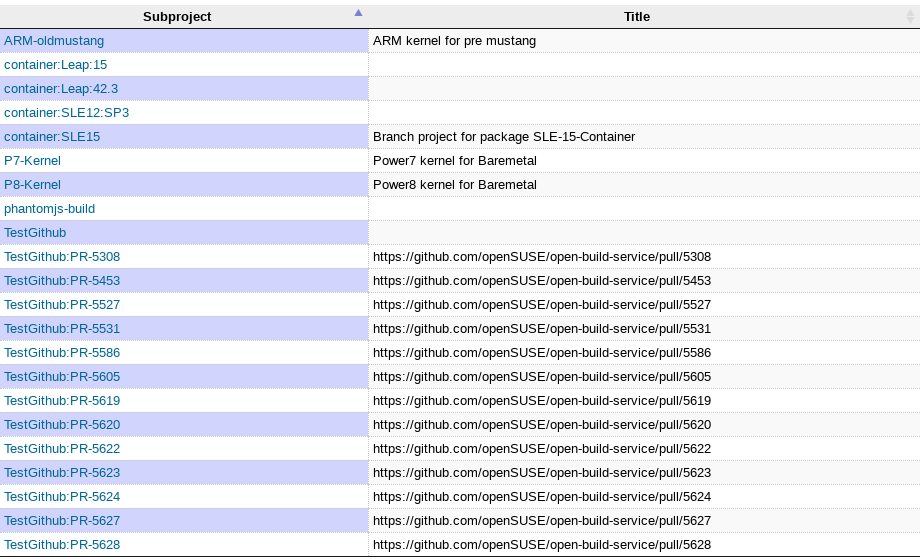 Subproject Title
ARM-oldmustang ARM kernel for pre mustang
container:Leap:15
container:Leap:42.3
container:SLE12:SP3
container:SLE15 Branch project for package SLE-15-Container
P7-Kernel Power7 kernel for Baremetal
P8-Kernel Power8 kernel for Baremetal
phantomjs-build
TestGithub
TestGithub:PR-5308 https://github.com/openSUSE/open-build-service/pull/5308
TestGithub:PR-5453 https://github.com/openSUSE/open-build-service/pull/5453
TestGithub:PR-5527 https://github.com/openSUSE/open-build-service/pull/5527
TestGithub:PR-5531 https://github.com/openSUSE/open-build-service/pull/5531
TestGithub:PR-5586 https://github.com/openSUSE/open-build-service/pull/5586
TestGithub:PR-5605 https://github.com/openSUSE/open-build-service/pull/5605
TestGithub:PR-5619 https://github.com/openSUSE/open-build-service/pull/5619
TestGithub:PR-5620 https://github.com/openSUSE/open-build-service/pull/5620
TestGithub:PR-5622 https://github.com/openSUSE/open-build-service/pull/5622
TestGithub:PR-5623 https://github.com/openSUSE/open-build-service/pull/5623
TestGithub:PR-5624 https://github.com/openSUSE/open-build-service/pull/5624
TestGithub:PR-5627 https://github.com/openSUSE/open-build-service/pull/5627
TestGithub:PR-5628 https://github.com/openSUSE/open-build-service/pull/5628